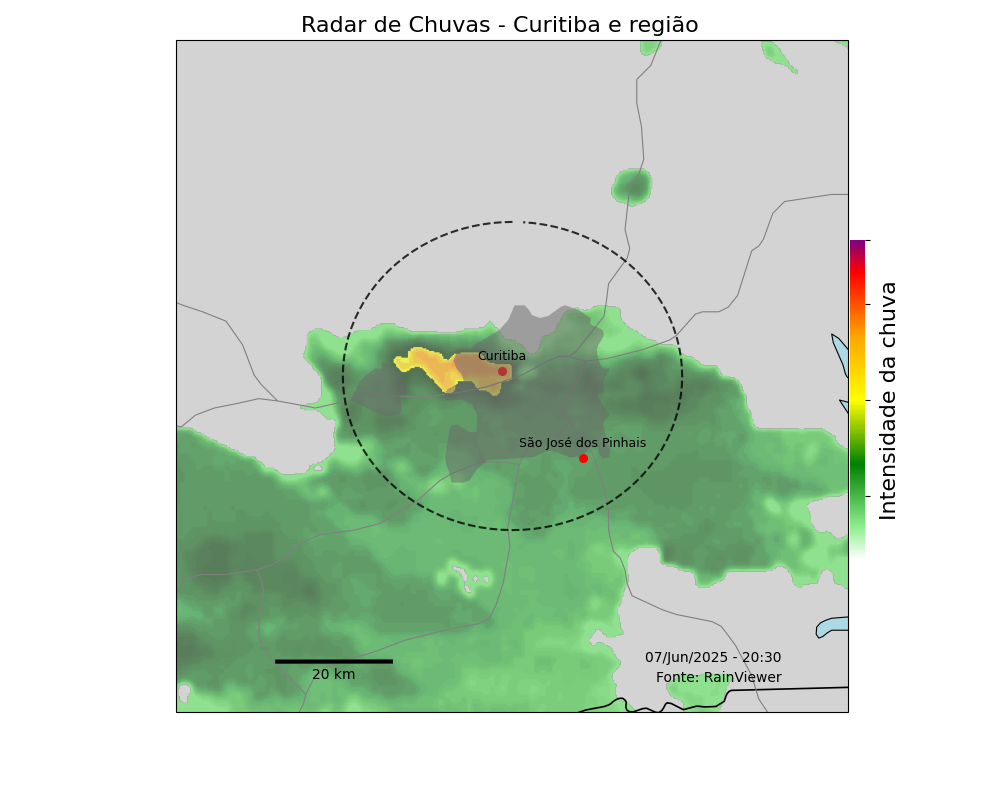 Radar de Chuvas - Curitiba e região
Curitiba
São José dos Pinhais
Intensidade da chuva
07/Jun/2025 - 20:30
Fonte: RainViewer
20 km